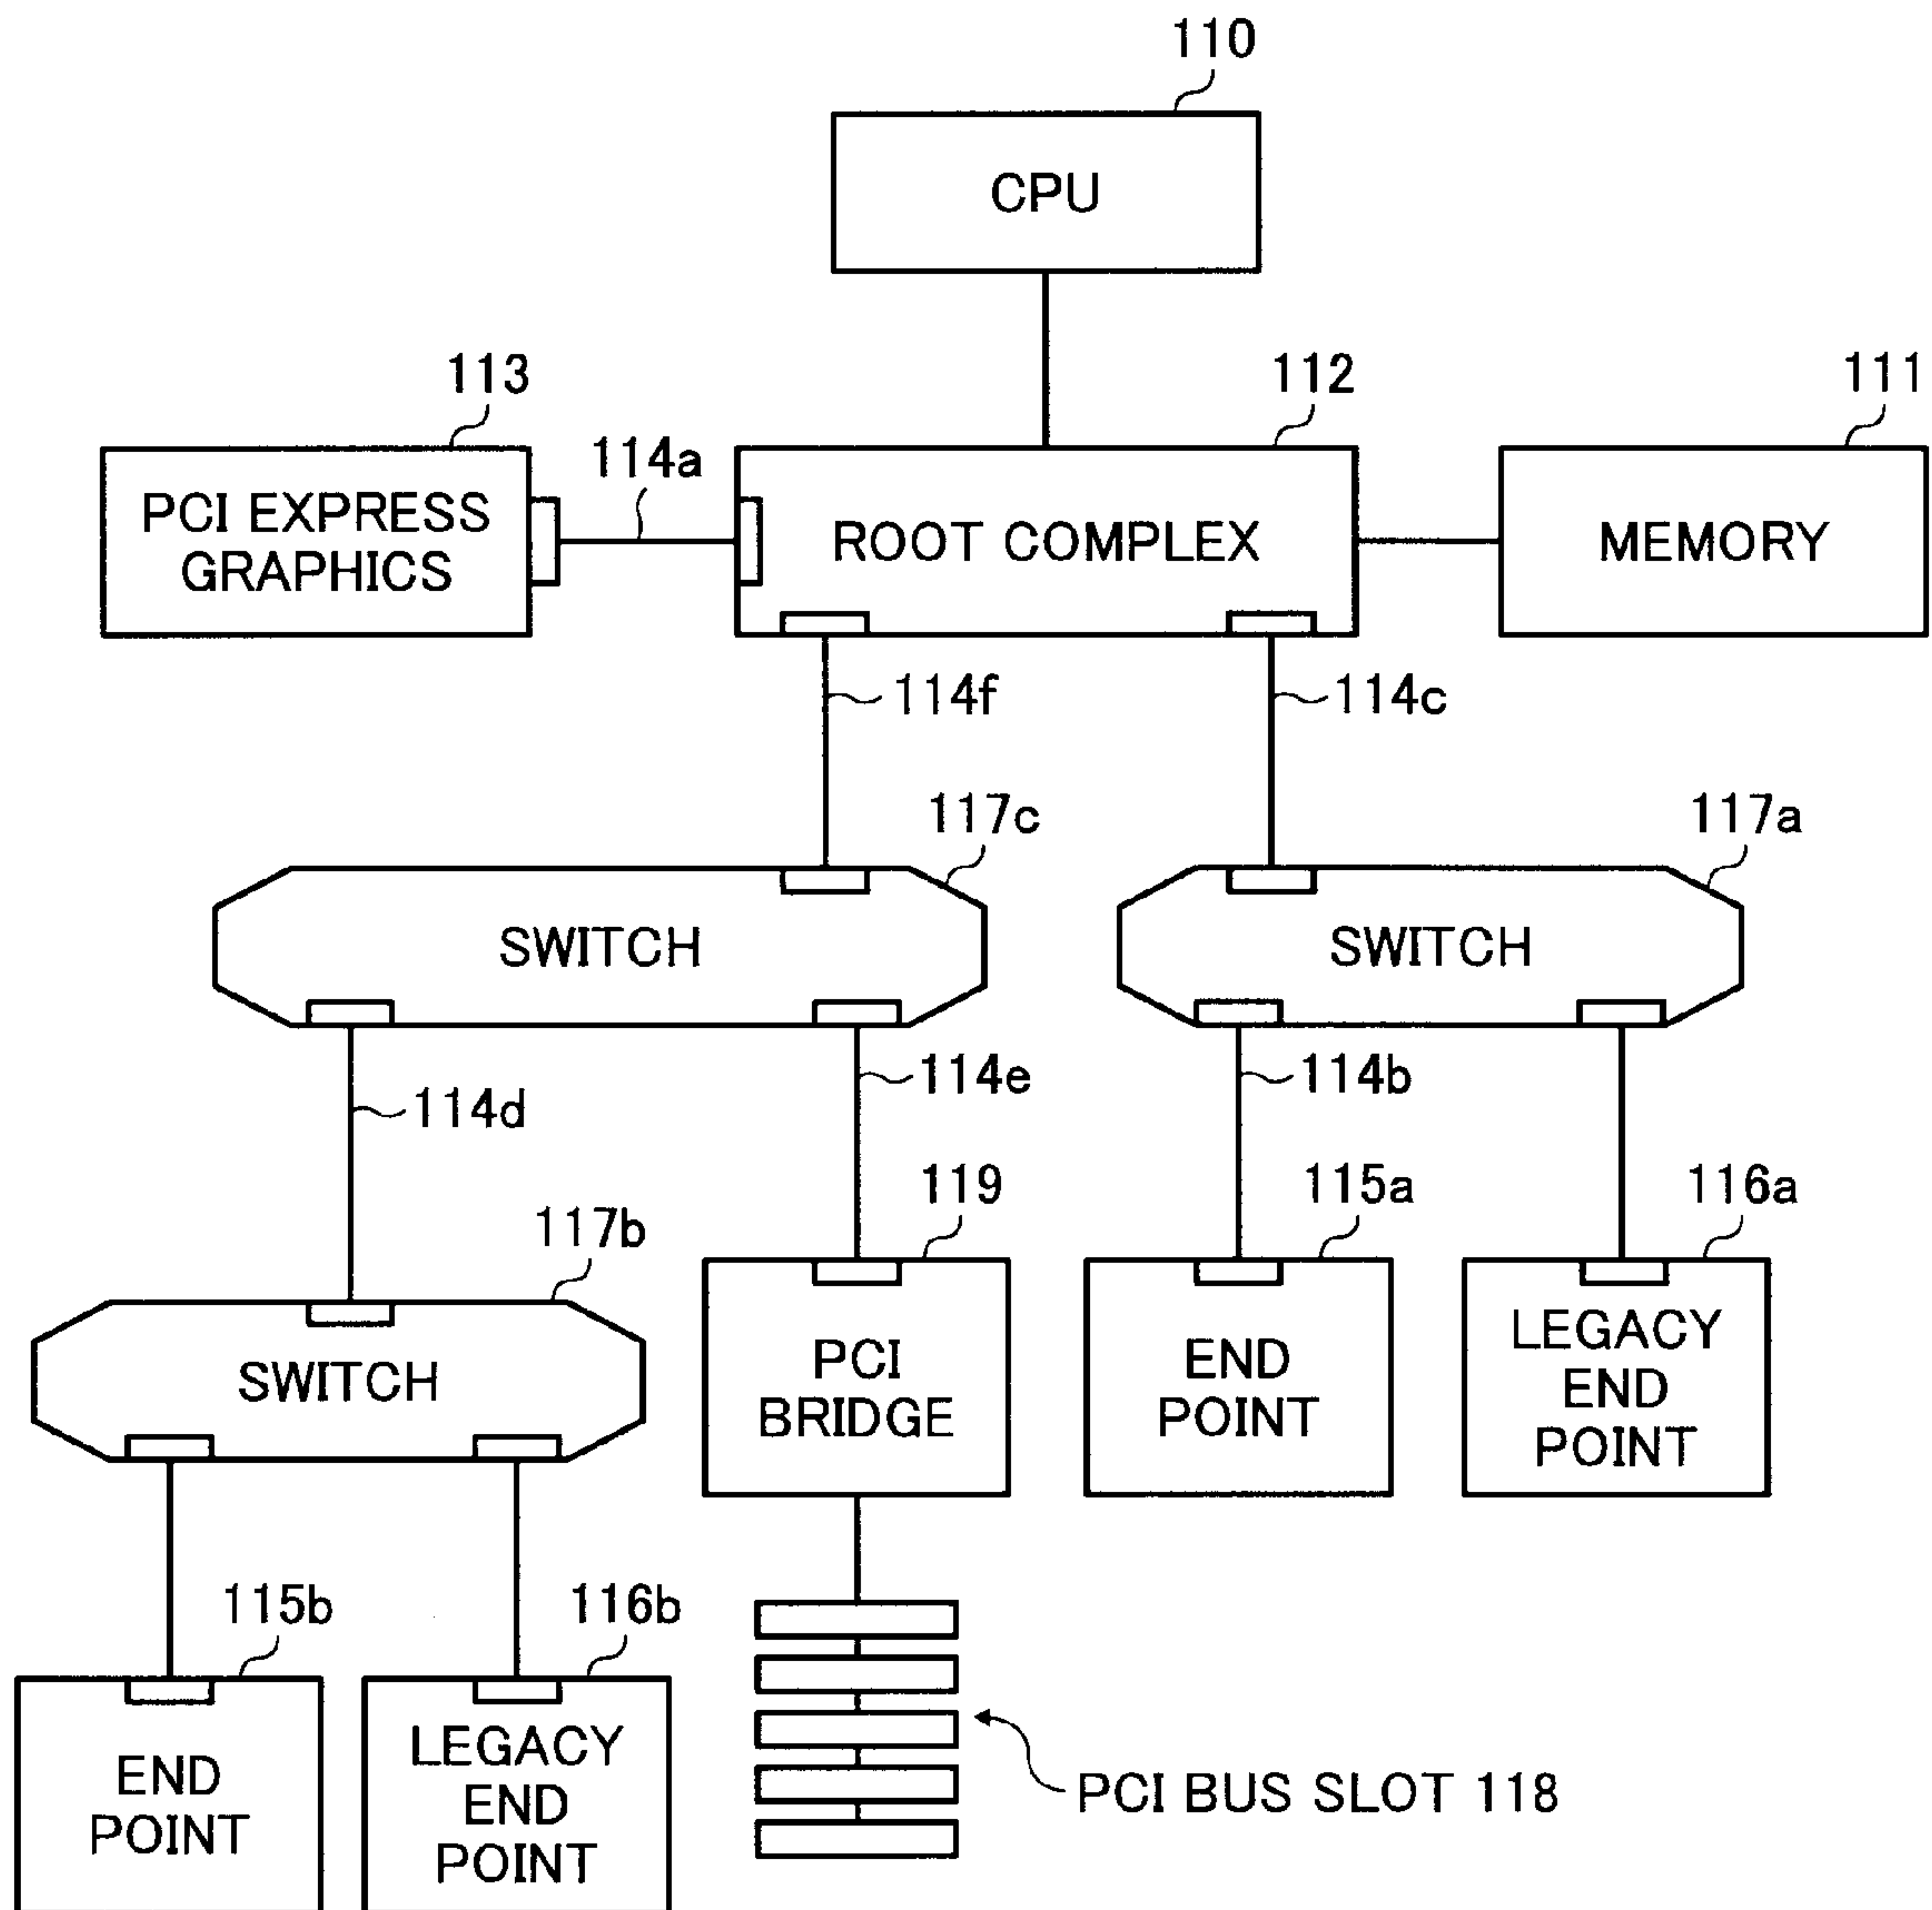 110
CPU
113
112
111
114a
PCI EXPRESS
GRAPHICS
ROOT COMPLEX
MEMORY
114f
114c
117c
117a
SWITCH
SWITCH
114d
114e
114b
119
115a
116a
117b
SWITCH
PCI
BRIDGE
END
POINT
LEGACY
END
POINT
115b
116b
END
POINT
LEGACY
END
POINT
PCI BUS SLOT 118